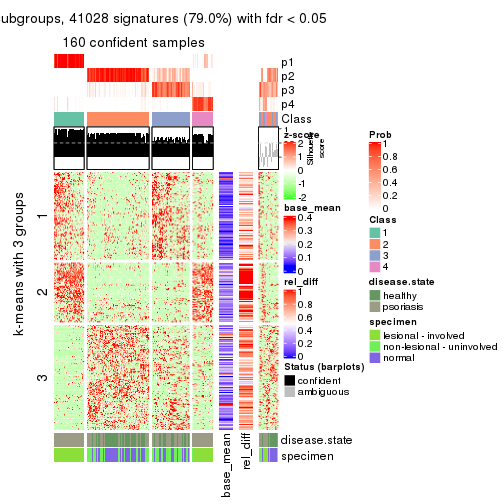 ubgroups, 41028 signatures (79.0%) with fdr < 0.05
160 confident samples
p1
p2
p3
p4
Class
1
z-score
2
1
0
-1
-2
Silhouette
score
Prob
1
0.8
0.6
0.4
0.2
0
base_mean
0.4
0.3
0.2
0.1
0
Class
1
2
3
4
rel_diff
1
0.8
0.6
0.4
0.2
0
disease.state
healthy
psoriasis
specimen
lesional - involved
non-lesional - uninvolved
normal
Status (barplots)
confident
ambiguous
k-means with 3 groups
1
2
3
disease.state
specimen
base_mean
rel_diff